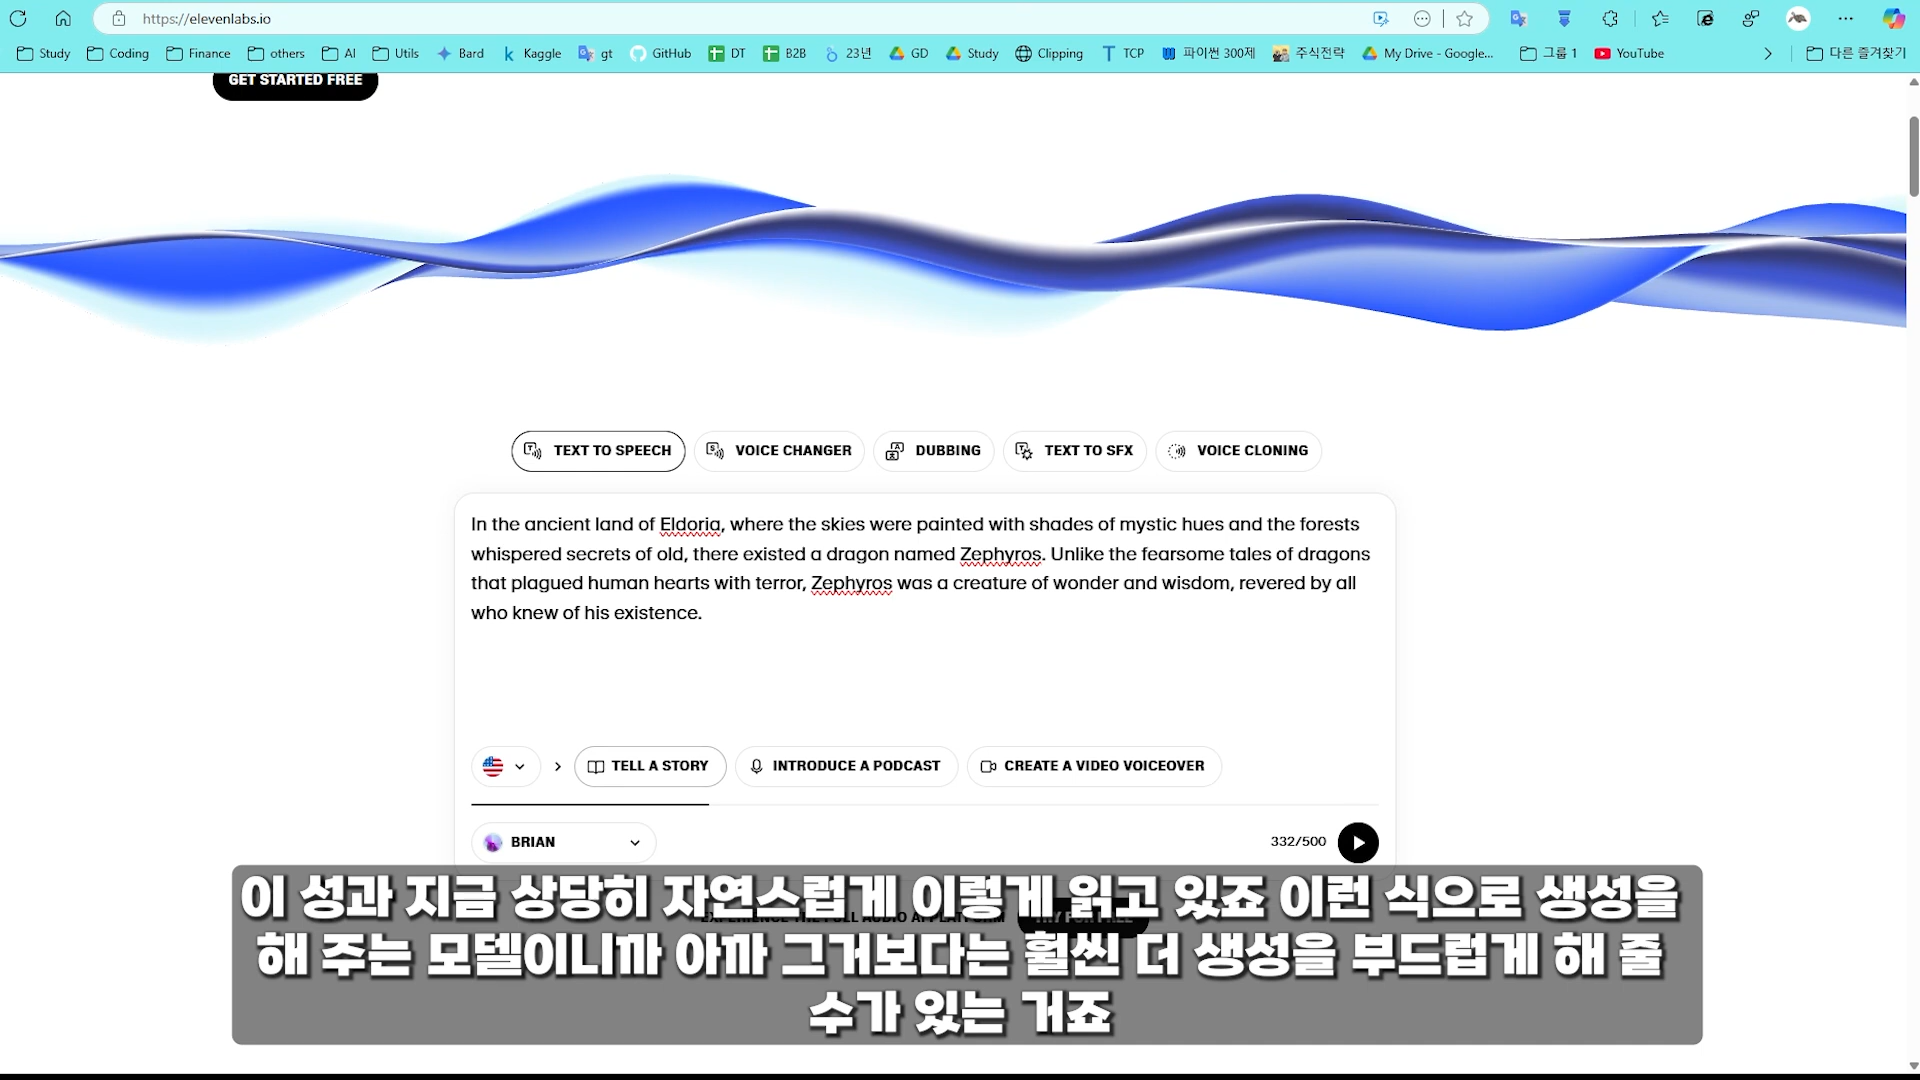 https://elevenlabs.io
Study Coding Finance others AI Utils Bard Kaggle gt GitHub DT B2B 23년 GD Study Clipping TCP 파이썬 300제 주식전략 My Drive - Google... 그룹 1 YouTube 다른 즐겨찾기
GET STARTED FREE
TEXT TO SPEECH VOICE CHANGER DUBBING TEXT TO SFX VOICE CLONING
In the ancient land of Eldoria, where the skies were painted with shades of mystic hues and the forests
whispered secrets of old, there existed a dragon named Zephyros. Unlike the fearsome tales of dragons
that plagued human hearts with terror, Zephyros was a creature of wonder and wisdom, revered by all
who knew of his existence.
TELL A STORY INTRODUCE A PODCAST CREATE A VIDEO VOICEOVER
BRIAN 332/500
이 성과 지금 상당히 자연스럽게 이렇게 읽고 있죠 이런 식으로 생성을
해 주는 모델이니까 아까 그거보다는 훨씬 더 생성을 부드럽게 해 줄
수가 있는 거죠